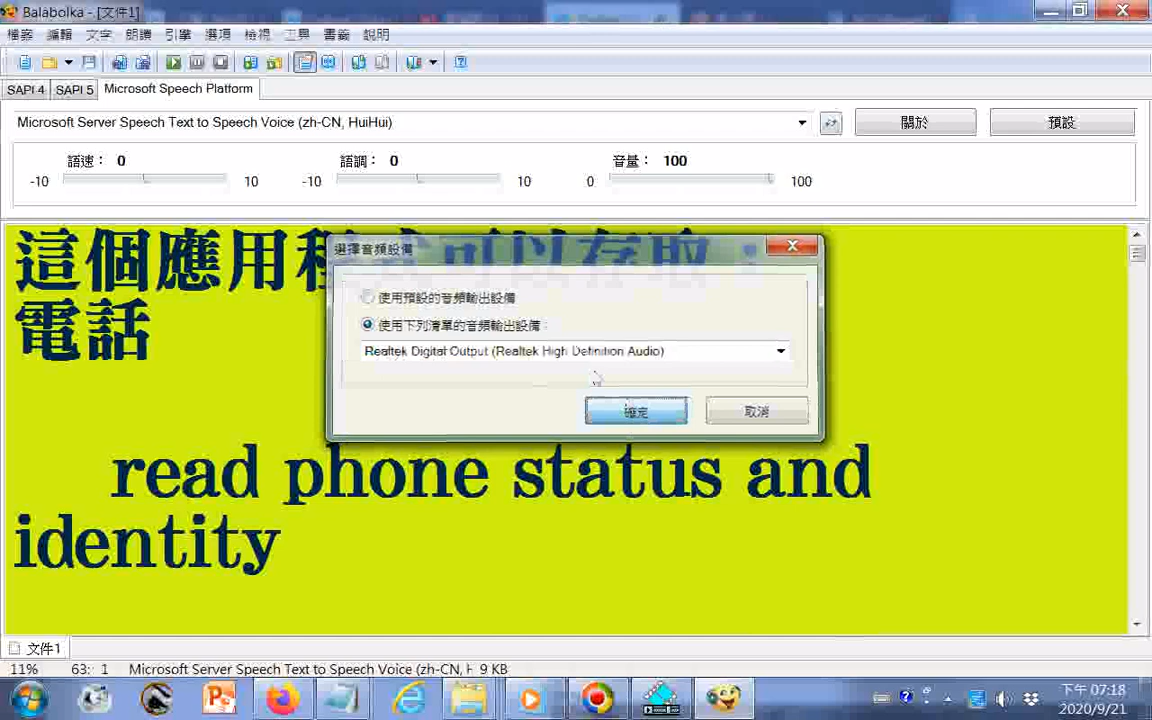 Balabolka - [文件1]
檔案 編輯 文字 朗讀 引擎 選項 檢視 工具 書籤 說明
SAPI 4 SAPI 5 Microsoft Speech Platform
Microsoft Server Speech Text to Speech Voice (zh-CN, HuiHui) 關於 預設
語速： 0 語調： 0 音量： 100
-10 10 -10 10 0 100
這個應用程式可以存取：
選擇音頻設備
使用預設的音頻輸出設備
電話
使用下列清單的音頻輸出設備：
Realtek Digital Output (Realtek High Definition Audio)
確定 取消
read phone status and
identity
文件1
11% 63: 1 Microsoft Server Speech Text to Speech Voice (zh-CN, H 9 KB
下午 07:18
2020/9/21